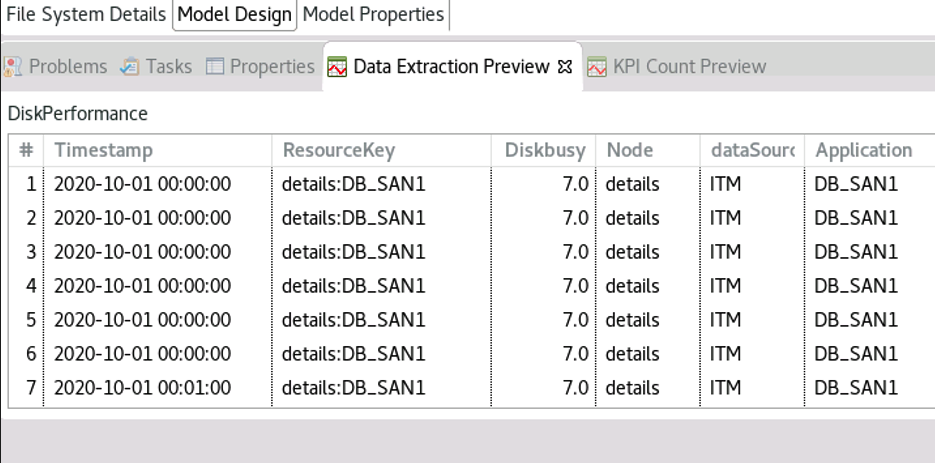 File System Details Model Design Model Properties
Problems Tasks Properties Data Extraction Preview KPI Count Preview
DiskPerformance
# Timestamp ResourceKey Diskbusy Node dataSourc Application
1 2020-10-01 00:00:00 details:DB_SAN1 7.0 details ITM DB_SAN1
2 2020-10-01 00:00:00 details:DB_SAN1 7.0 details ITM DB_SAN1
3 2020-10-01 00:00:00 details:DB_SAN1 7.0 details ITM DB_SAN1
4 2020-10-01 00:00:00 details:DB_SAN1 7.0 details ITM DB_SAN1
5 2020-10-01 00:00:00 details:DB_SAN1 7.0 details ITM DB_SAN1
6 2020-10-01 00:00:00 details:DB_SAN1 7.0 details ITM DB_SAN1
7 2020-10-01 00:01:00 details:DB_SAN1 7.0 details ITM DB_SAN1